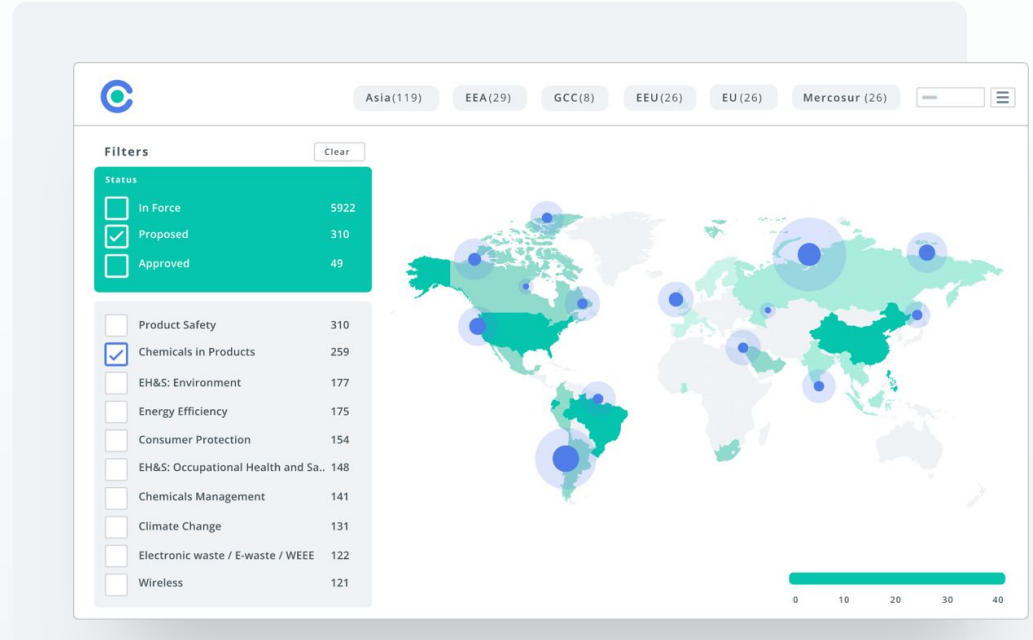 Asia(119) EEA(29) GCC(8) EEU(26) EU(26) Mercosur (26)
Filters Clear
Status
In Force 5922
Proposed 310
Approved 49
Product Safety 310
Chemicals in Products 259
EH&S: Environment 177
Energy Efficiency 175
Consumer Protection 154
EH&S: Occupational Health and Sa.. 148
Chemicals Management 141
Climate Change 131
Electronic waste / E-waste / WEEE 122
Wireless 121
0 10 20 30 40